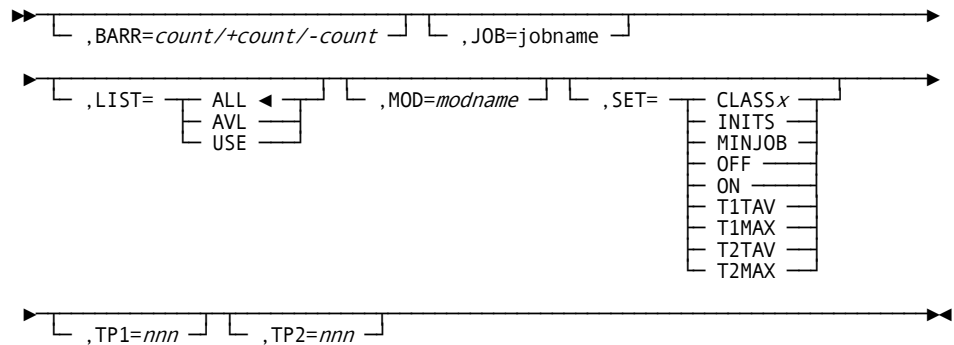 ,BARR=count/+count/-count ,JOB=jobname
,LIST= ALL ,MOD=modname ,SET= CLASSx
AVL INITS
USE MINJOB
OFF
ON
T1TAV
T1MAX
T2TAV
T2MAX
,TP1=nnn ,TP2=nnn